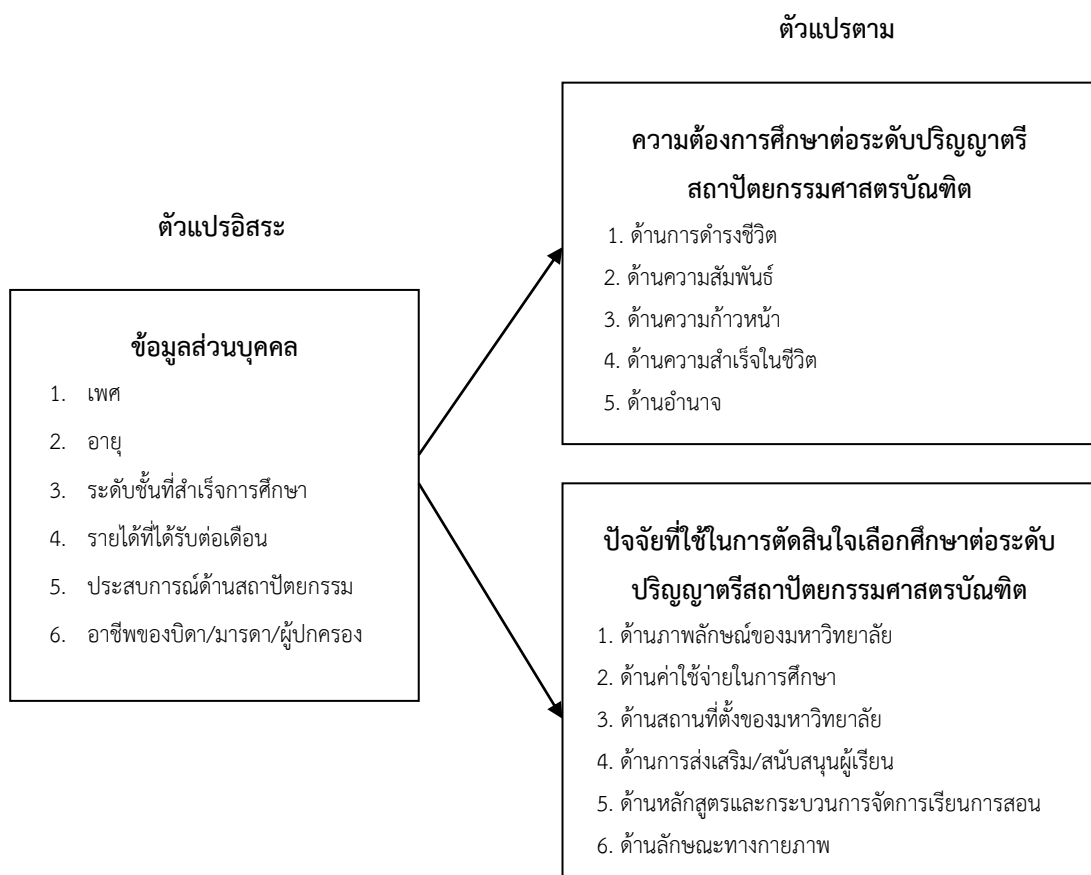 ตัวแปรตาม
ความต้องการศึกษาต่อระดับปริญญาตรี
สถาปัตยกรรมศาสตรบัณฑิต
1. ด้านการดำรงชีวิต
2. ด้านความสัมพันธ์
3. ด้านความก้าวหน้า
4. ด้านความสำเร็จในชีวิต
5. ด้านอำนาจ
ตัวแปรอิสระ
ข้อมูลส่วนบุคคล
1. เพศ
2. อายุ
3. ระดับชั้นที่สำเร็จการศึกษา
4. รายได้ที่ได้รับต่อเดือน
5. ประสบการณ์ด้านสถาปัตยกรรม
6. อาชีพของบิดา/มารดา/ผู้ปกครอง
ปัจจัยที่ใช้ในการตัดสินใจเลือกศึกษาต่อระดับ
ปริญญาตรีสถาปัตยกรรมศาสตรบัณฑิต
1. ด้านภาพลักษณ์ของมหาวิทยาลัย
2. ด้านค่าใช้จ่ายในการศึกษา
3. ด้านสถานที่ตั้งของมหาวิทยาลัย
4. ด้านการส่งเสริม/สนับสนุนผู้เรียน
5. ด้านหลักสูตรและกระบวนการจัดการเรียนการสอน
6. ด้านลักษณะทางกายภาพ